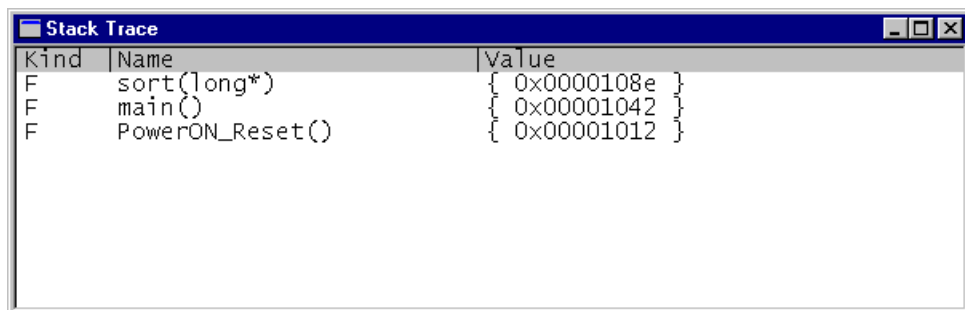 Stack Trace
Kind Name Value
F sort(long*) { 0x0000108e }
F main() { 0x00001042 }
F PowerON_Reset() { 0x00001012 }